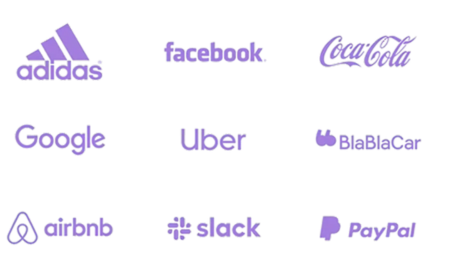 adidas®
facebook.
Coca-Cola
Google
Uber
BlaBlaCar
airbnb
slack
PayPal